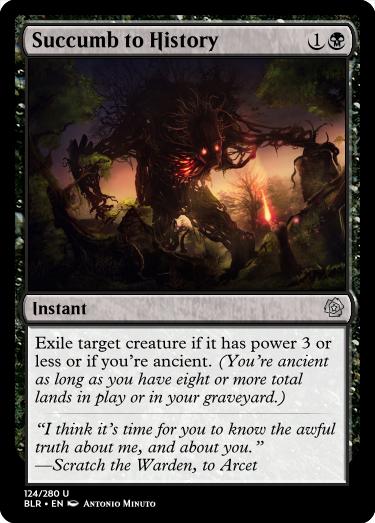 Succumb to History 1
Instant
Exile target creature if it has power 3 or
less or if you're ancient. (You're ancient
as long as you have eight or more total
lands in play or in your graveyard.)
“I think it's time for you to know the awful
truth about me, and about you.”
—Scratch the Warden, to Arcet
124/280 U
BLR • EN Antonio Minuto